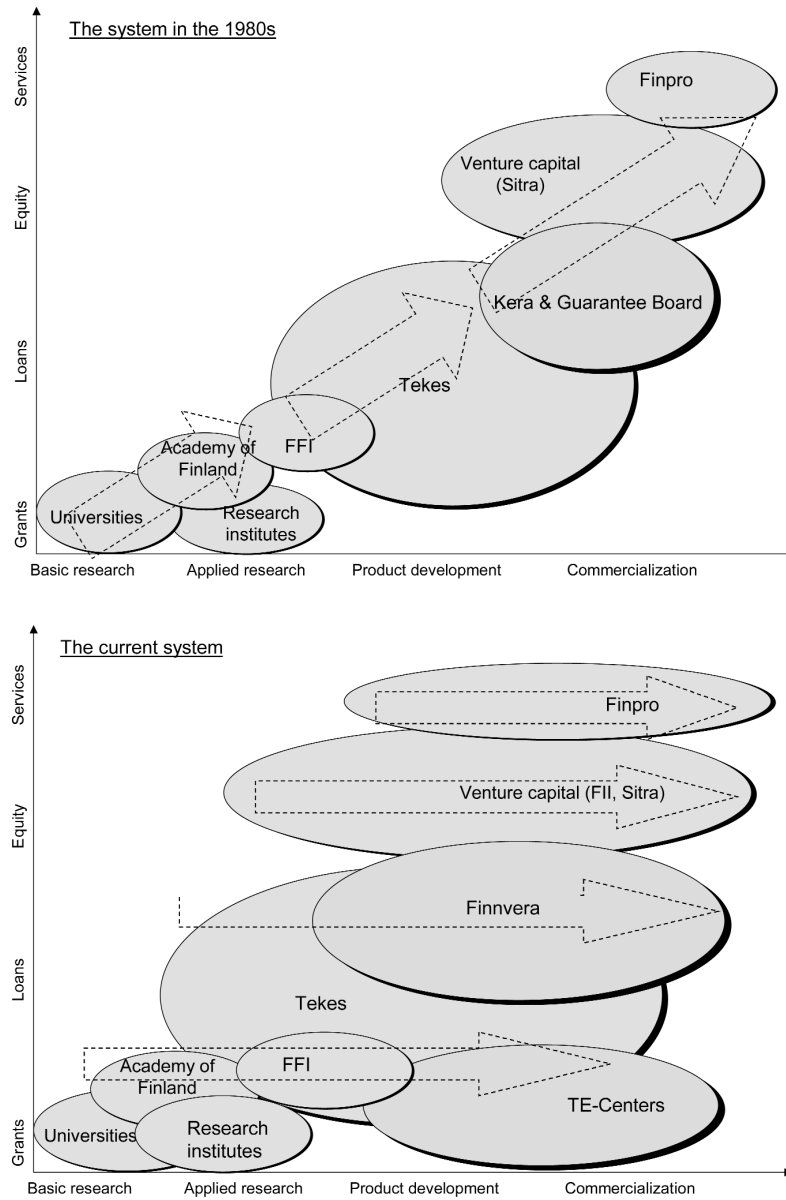 The system in the 1980s
Services
Equity
Loans
Grants
Finpro
Venture capital
(Sitra)
Kera & Guarantee Board
Tekes
FFI
Academy of
Finland
Universities
Research
institutes
Basic research
Applied research
Product development
Commercialization
The current system
Services
Equity
Loans
Grants
Finpro
Venture capital (FII, Sitra)
Finnvera
Tekes
FFI
Academy of
Finland
TE-Centers
Universities
Research
institutes
Basic research
Applied research
Product development
Commercialization